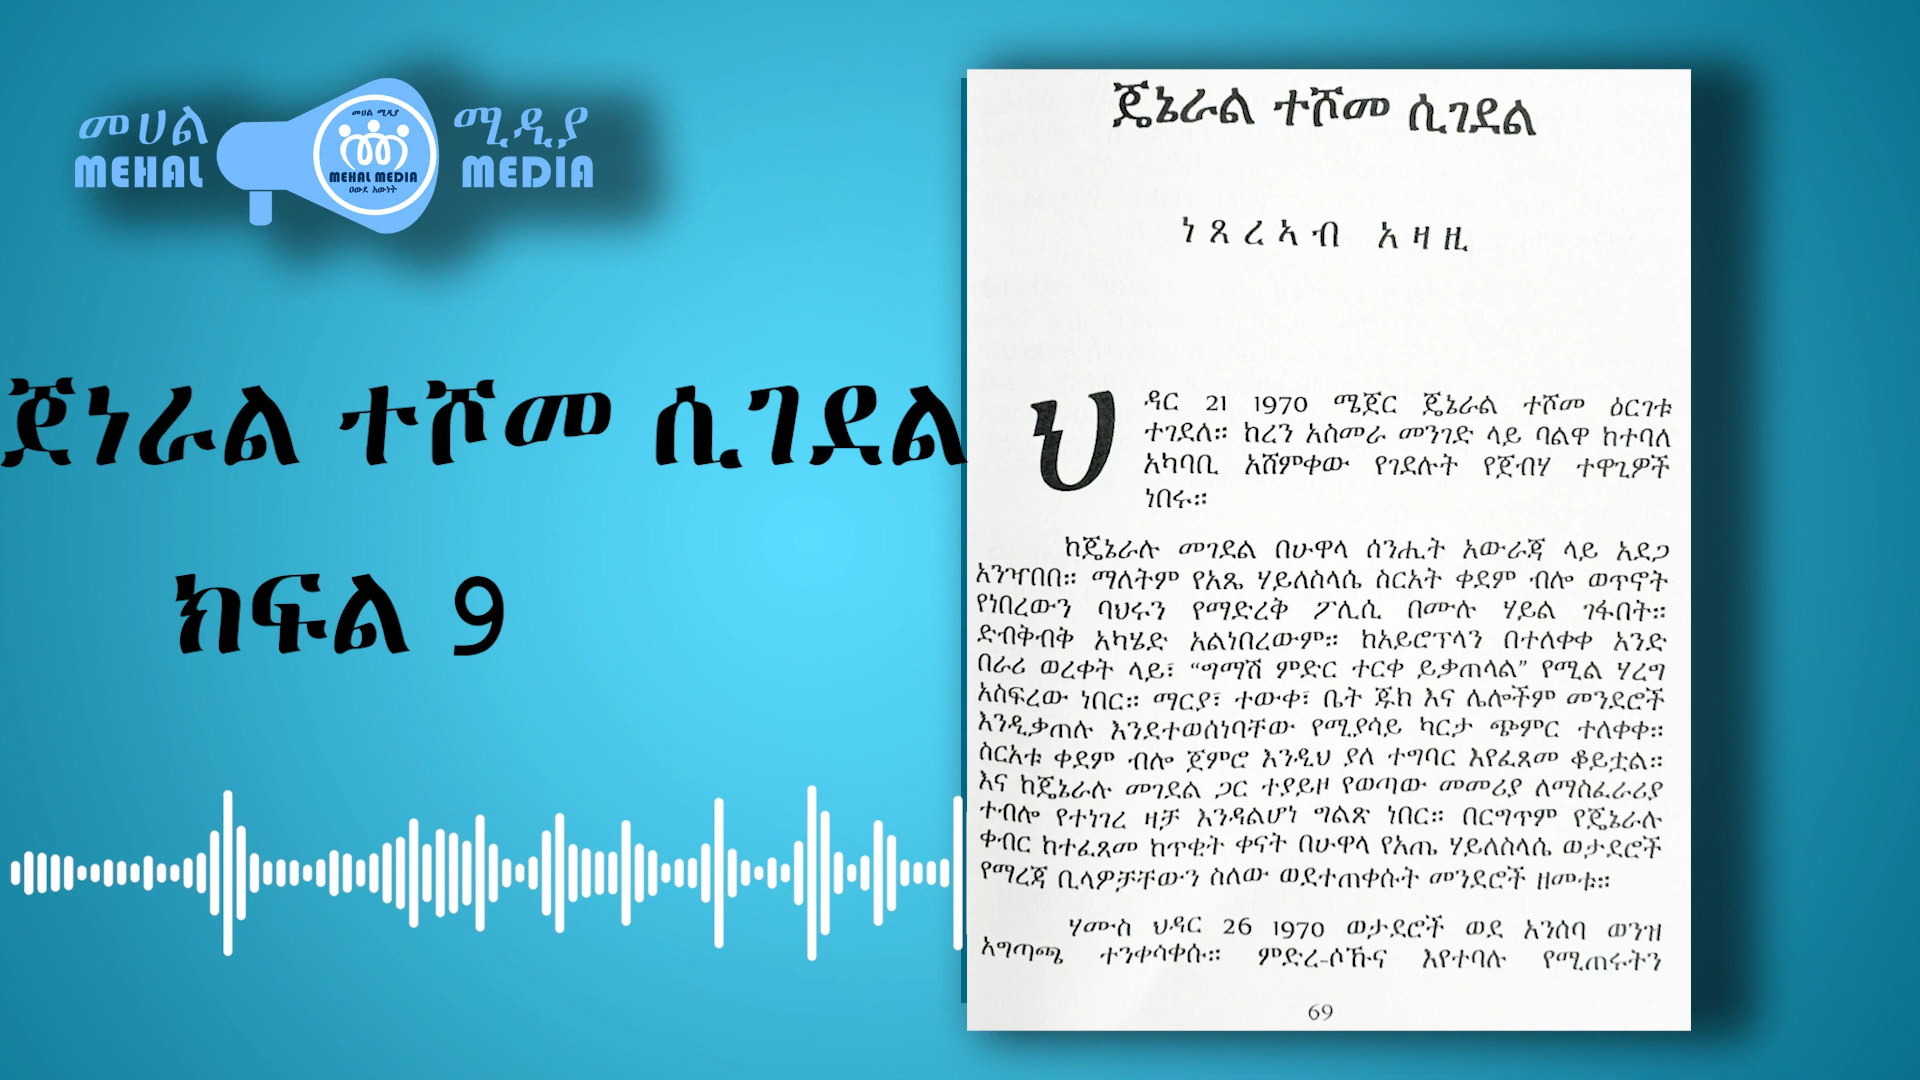 መሀል ሚዲያ
MEHAL MEDIA
መሀል ሚዲያ
MEHAL MEDIA
ዐውደ እውነት
ጀነራል ተሾመ ሲገደል
ክፍል 9
ጄኔራል ተሾመ ሲገደል
ነጸረኣብ አዛዚ
ህዳር 21 1970 ሜጀር ጄኔራል ተሾመ ዕርገቱ
ተገደለ። ከረን አስመራ መንገድ ላይ ባልዋ ከተባለ
አካባቢ አሸምቀው የገደሉት የጀብሃ ተዋጊዎች
ነበሩ።
ከጄኔራሉ መገደል በሁዋላ ሰንሒት አውራጃ ላይ አደጋ
አንዣበበ። ማለትም የአጼ ሃይለስላሴ ስርአት ቀደም ብሎ ወጥኖት
የነበረውን ባህሩን የማድረቅ ፖሊሲ በሙሉ ሃይል ገፋበት።
ድብቅብቅ አካሄድ አልነበረውም። ከአይሮፕላን በተለቀቀ አንድ
በራሪ ወረቀት ላይ፣ “ግማሽ ምድር ተርቀ ይቃጠላል” የሚል ሃረግ
አስፍረው ነበር። ማርያ፣ ተውቀ፣ ቤት ጁክ እና ሌሎችም መንደሮች
እንዲቃጠሉ እንደተወሰነባቸው የሚያሳይ ካርታ ጭምር ተለቀቀ።
ስርአቱ ቀደም ብሎ ጀምሮ እንዲህ ያለ ተግባር እየፈጸመ ቆይቷል።
እና ከጄኔራሉ መገደል ጋር ተያይዞ የወጣው መመሪያ ለማስፈራሪያ
ተብሎ የተነገረ ዛቻ እንዳልሆነ ግልጽ ነበር። በርግጥም የጄኔራሉ
ቀብር ከተፈጸመ ከጥቂት ቀናት በሁዋላ የአጤ ሃይለስላሴ ወታደሮች
የማረጃ ቢላዎቻቸውን ስለው ወደተጠቀሱት መንደሮች ዘመቱ።
ሃሙስ ህዳር 26 1970 ወታደሮች ወደ አንሰባ ወንዝ
አግጣጫ ተንቀሳቀሱ። ምድረ-ሶኹና እየተባሉ የሚጠሩትን
69